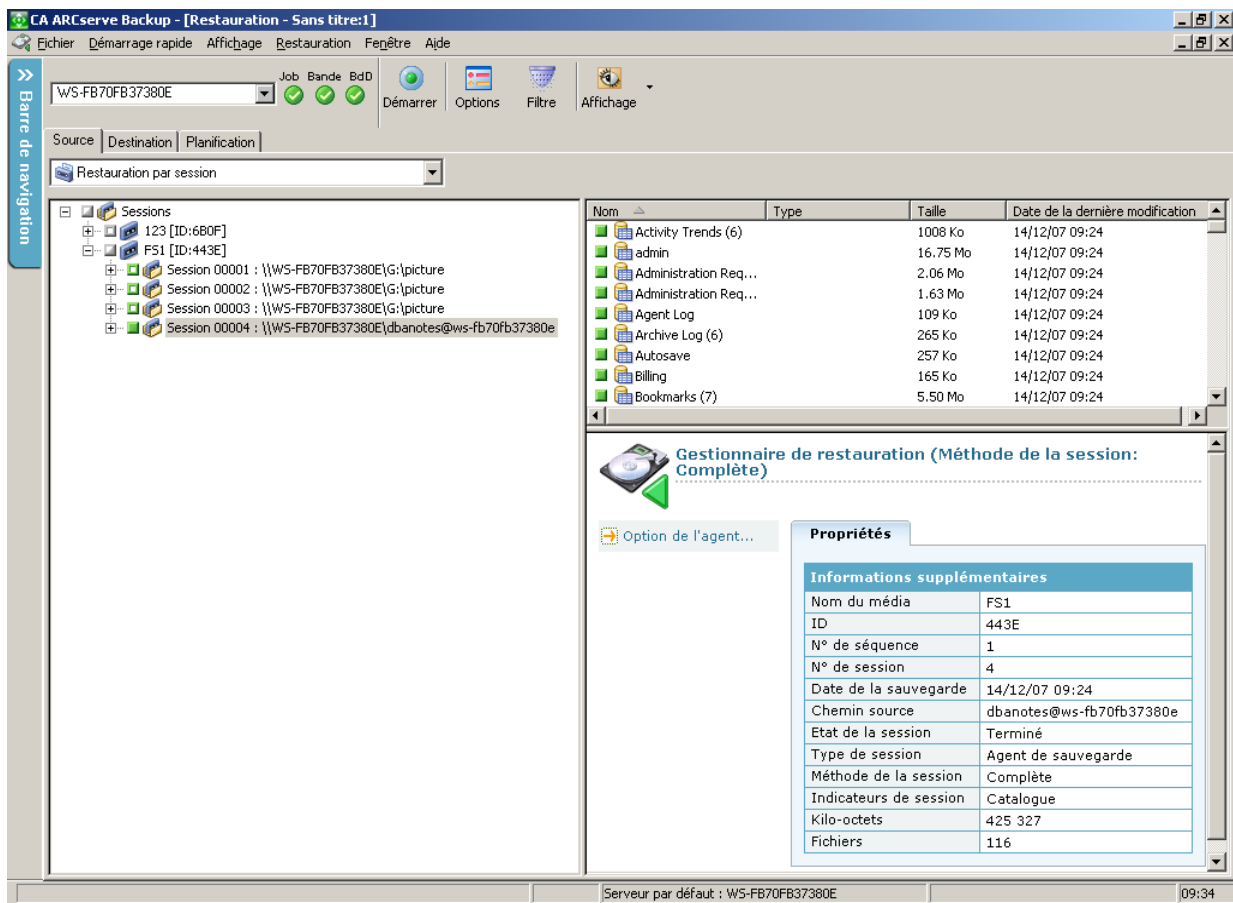 CA ARCserve Backup - [Restauration - Sans titre:1]
Fichier Démarrage rapide Affichage Restauration Fenêtre Aide
Barre de navigation
WS-FB70FB37380E
Job Bande BdD
Démarrer Options Filtre Affichage
Source Destination Planification
Restauration par session
Sessions
123 [ID:6B0F]
FS1 [ID:443E]
Session 00001 : \\WS-FB70FB37380E\G:\picture
Session 00002 : \\WS-FB70FB37380E\G:\picture
Session 00003 : \\WS-FB70FB37380E\G:\picture
Session 00004 : \\WS-FB70FB37380E\dbanotes@ws-fb70fb37380e
Nom Type Taille Date de la dernière modification
Activity Trends (6) 1008 Ko 14/12/07 09:24
admin 16.75 Mo 14/12/07 09:24
Administration Req... 2.06 Mo 14/12/07 09:24
Administration Req... 1.63 Mo 14/12/07 09:24
Agent Log 109 Ko 14/12/07 09:24
Archive Log (6) 265 Ko 14/12/07 09:24
Autosave 257 Ko 14/12/07 09:24
Billing 165 Ko 14/12/07 09:24
Bookmarks (7) 5.50 Mo 14/12/07 09:24
Gestionnaire de restauration (Méthode de la session:
Complète)
Option de l'agent...
Propriétés
Informations supplémentaires
Nom du média FS1
ID 443E
N° de séquence 1
N° de session 4
Date de la sauvegarde 14/12/07 09:24
Chemin source dbanotes@ws-fb70fb37380e
Etat de la session Terminé
Type de session Agent de sauvegarde
Méthode de la session Complète
Indicateurs de session Catalogue
Kilo-octets 425 327
Fichiers 116
Serveur par défaut : WS-FB70FB37380E 09:34